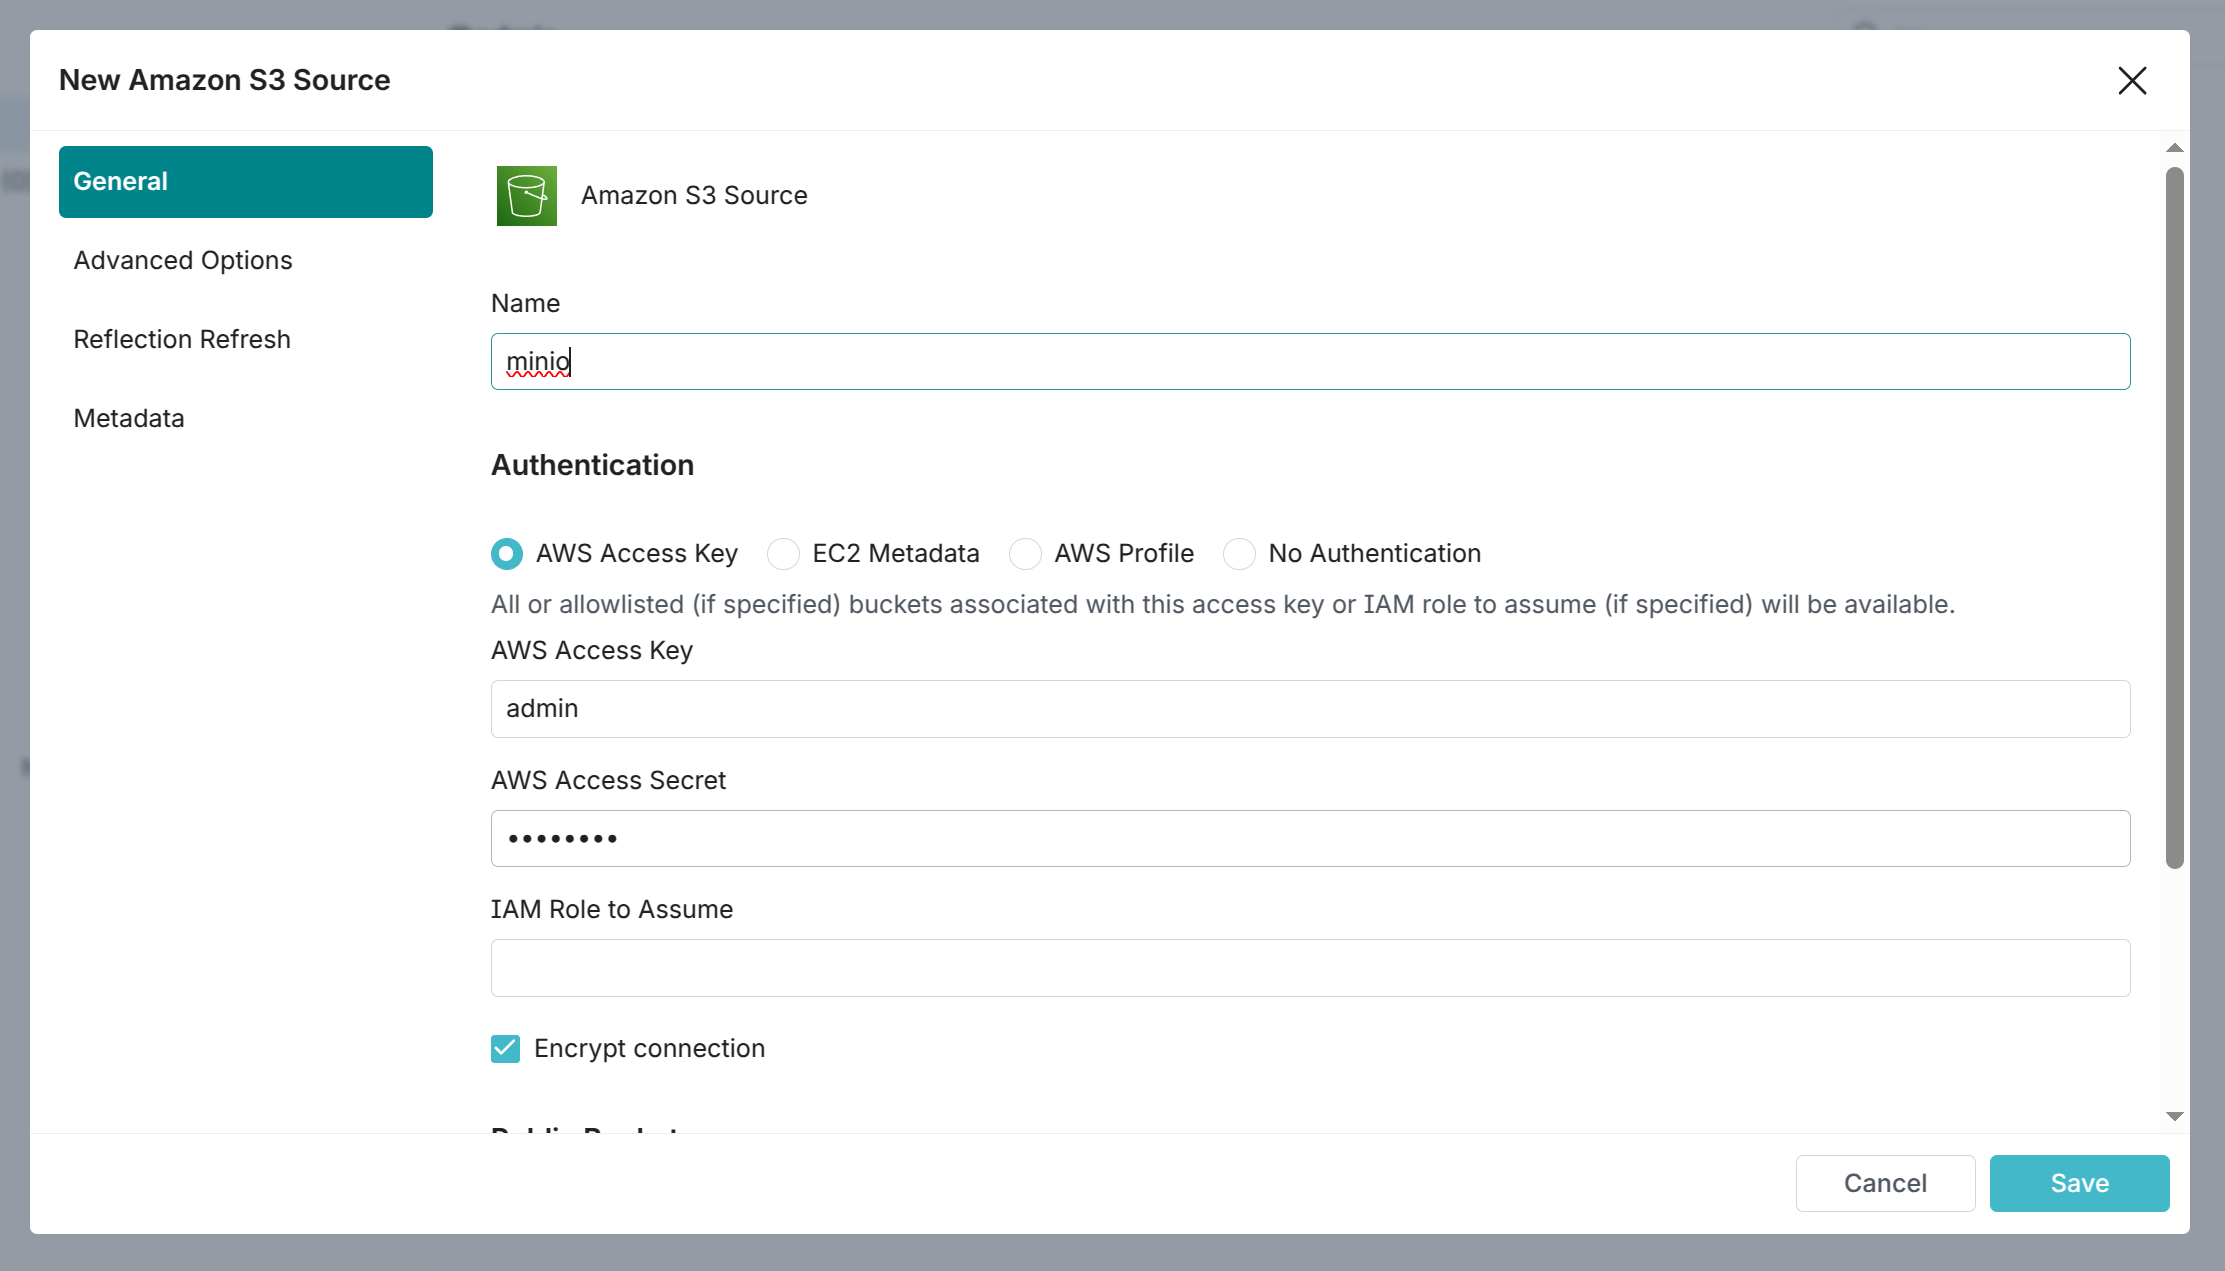 New Amazon S3 Source
General
Advanced Options
Reflection Refresh
Metadata
Amazon S3 Source
Name
minio
Authentication
AWS Access Key
EC2 Metadata
AWS Profile
No Authentication
All or allowlisted (if specified) buckets associated with this access key or IAM role to assume (if specified) will be available.
AWS Access Key
admin
AWS Access Secret
••••••••
IAM Role to Assume
Encrypt connection
Cancel
Save